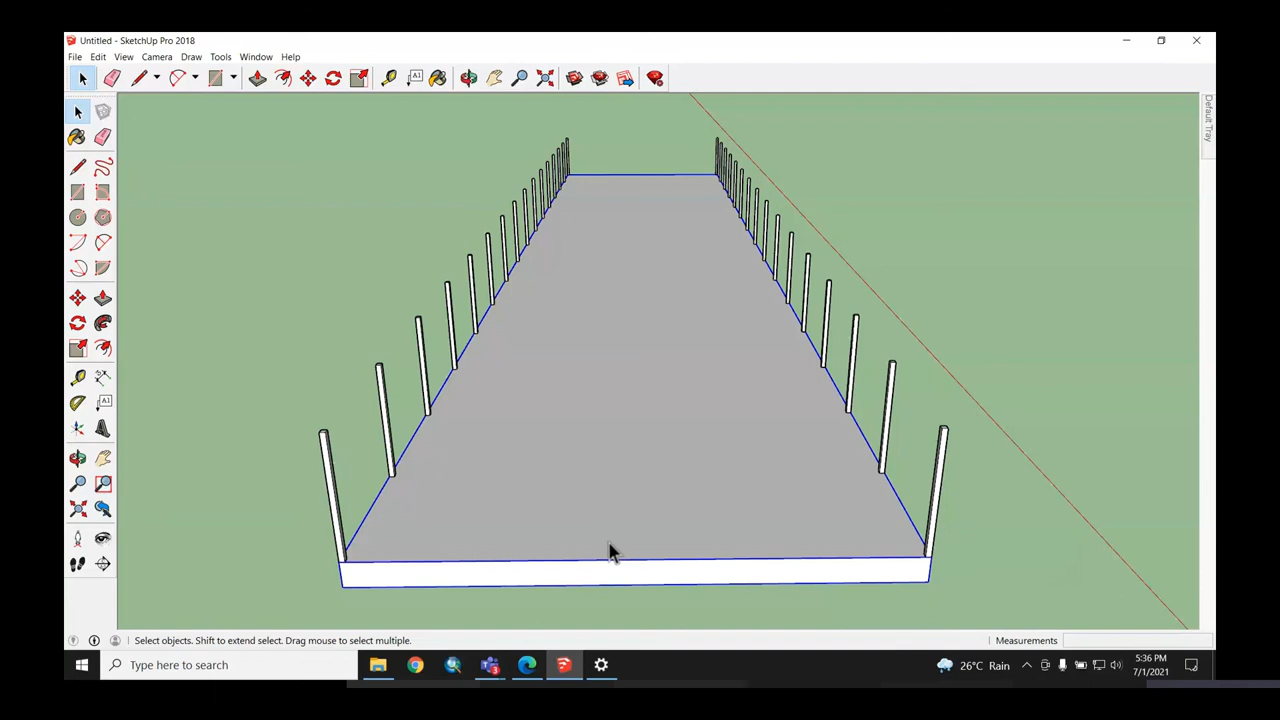 Untitled - SketchUp Pro 2018
File Edit View Camera Draw Tools Window Help
A1
Default Tray
A1
Select objects. Shift to extend select. Drag mouse to select multiple.
Measurements
Type here to search
26°C Rain
5:36 PM
7/1/2021